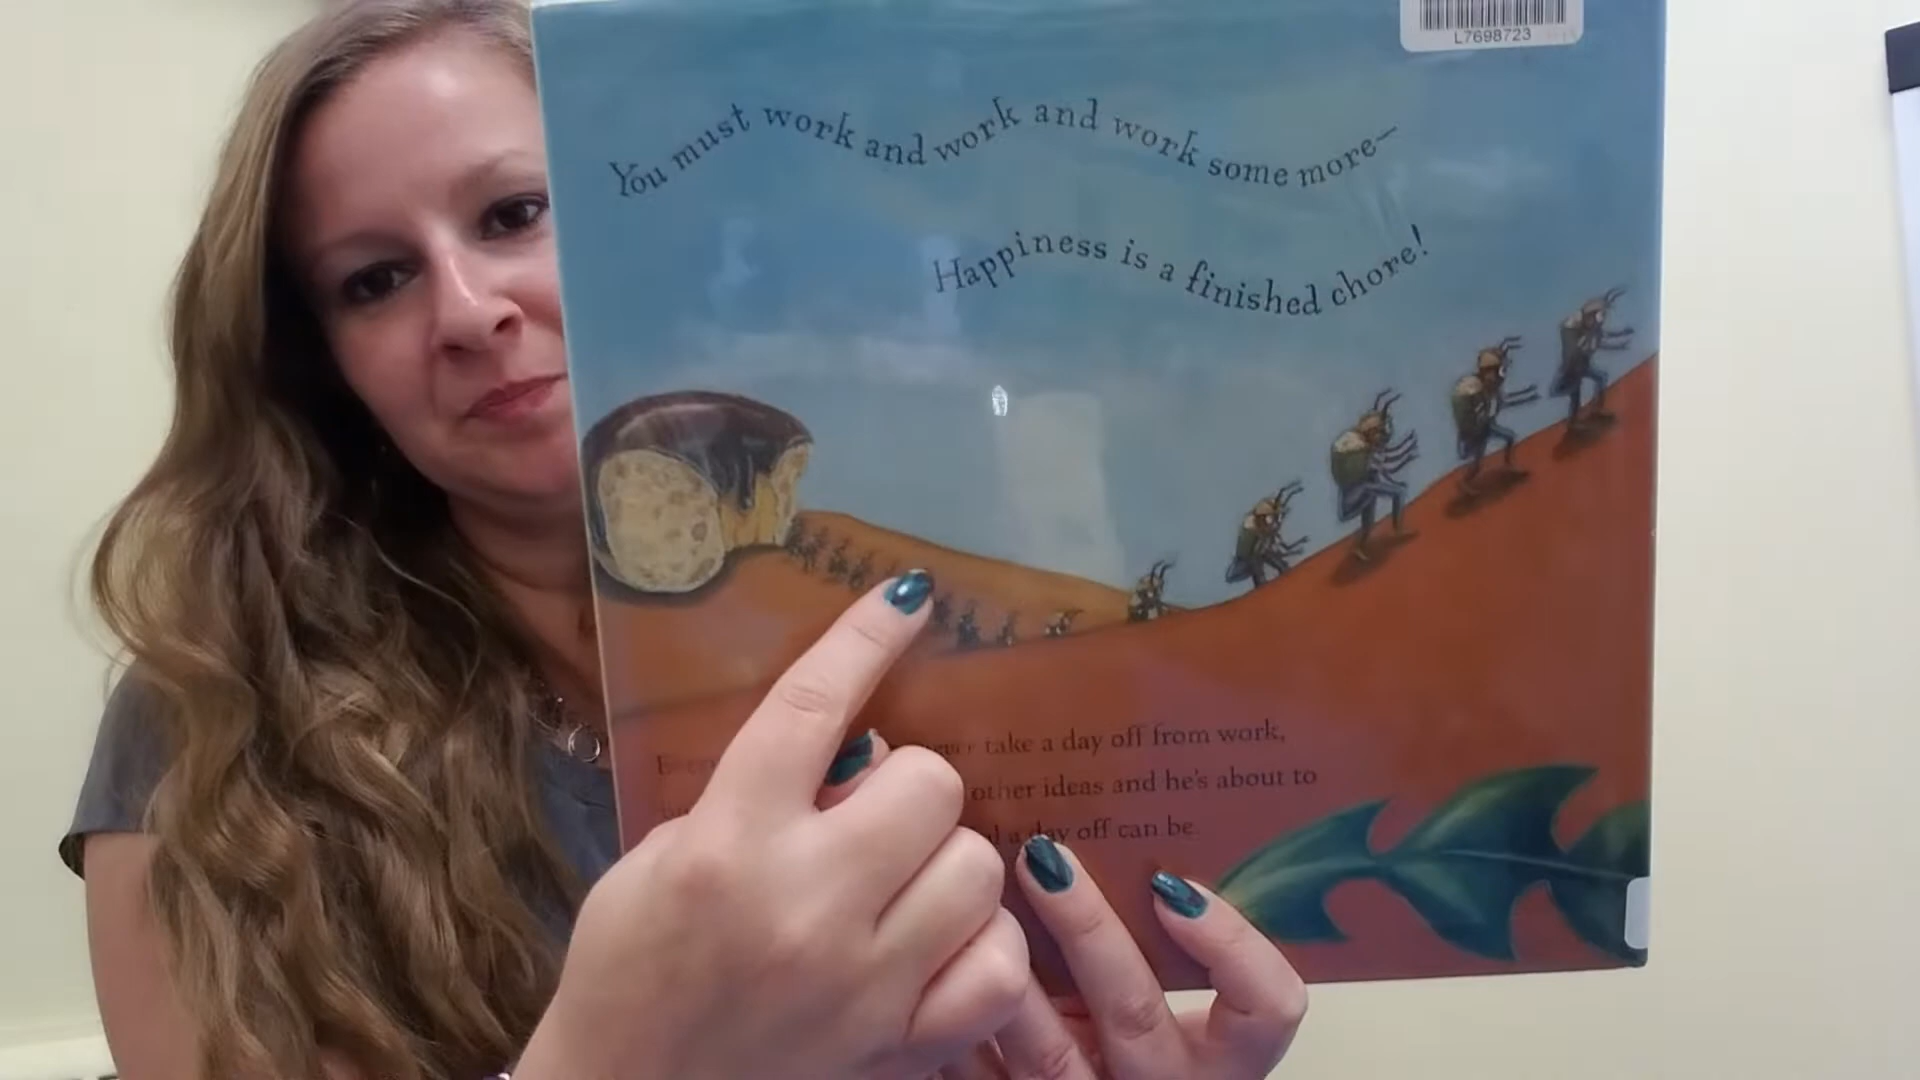 L7698723
You must work and work and work some more—
Happiness is a finished chore!
take a day off from work,
other ideas and he's about to
a day off can be.